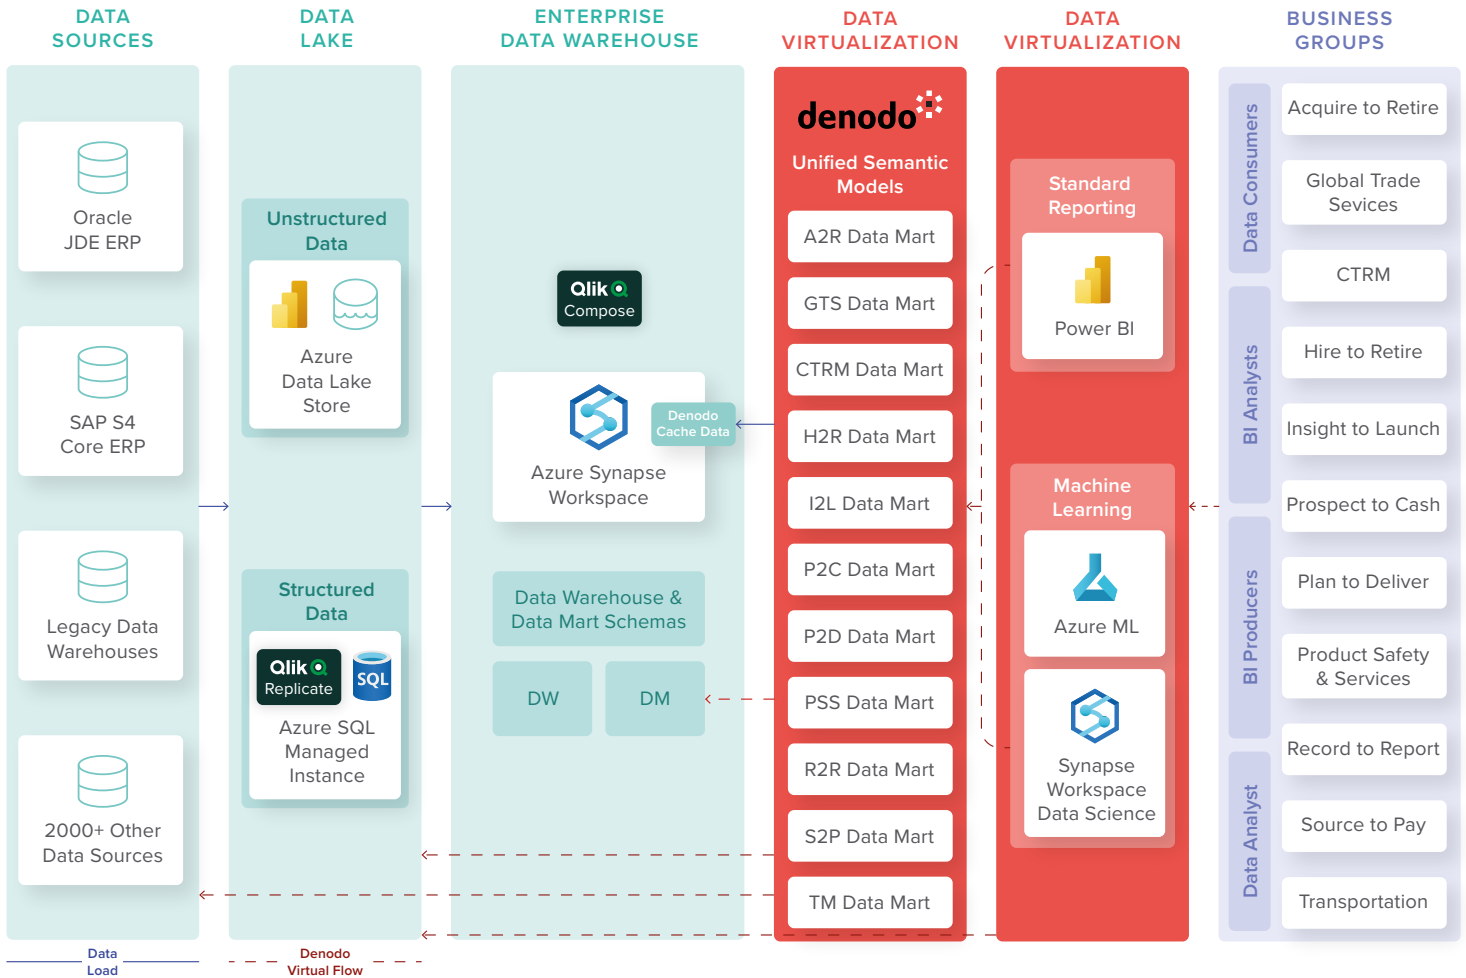 DATA
SOURCES
DATA
LAKE
ENTERPRISE
DATA WAREHOUSE
DATA
VIRTUALIZATION
DATA
VIRTUALIZATION
BUSINESS
GROUPS
Oracle
JDE ERP
SAP S4
Core ERP
Legacy Data
Warehouses
2000+ Other
Data Sources
Unstructured
Data
Azure
Data Lake
Store
Structured
Data
Qlik
Replicate
SQL
Azure SQL
Managed
Instance
Qlik
Compose
Denodo
Cache Data
Azure Synapse
Workspace
Data Warehouse &
Data Mart Schemas
DW
DM
denodo
Unified Semantic
Models
A2R Data Mart
GTS Data Mart
CTRM Data Mart
H2R Data Mart
I2L Data Mart
P2C Data Mart
P2D Data Mart
PSS Data Mart
R2R Data Mart
S2P Data Mart
TM Data Mart
Standard
Reporting
Power BI
Machine
Learning
Azure ML
Synapse
Workspace
Data Science
Data Consumers
BI Analysts
BI Producers
Data Analyst
Acquire to Retire
Global Trade
Sevices
CTRM
Hire to Retire
Insight to Launch
Prospect to Cash
Plan to Deliver
Product Safety
& Services
Record to Report
Source to Pay
Transportation
Data
Load
Denodo
Virtual Flow